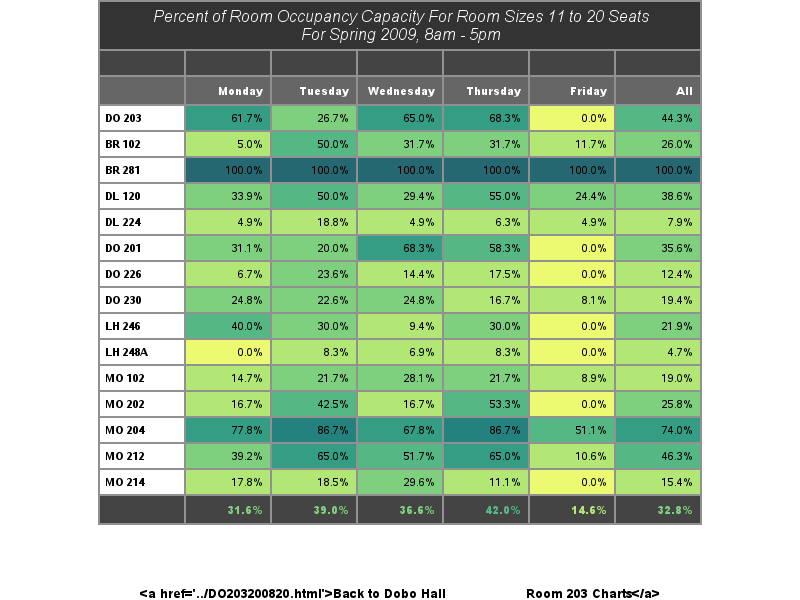 Percent of Room Occupancy Capacity For Room Sizes 11 to 20 Seats
For Spring 2009, 8am - 5pm
Monday Tuesday Wednesday Thursday Friday All
DO 203 61.7% 26.7% 65.0% 68.3% 0.0% 44.3%
BR 102 5.0% 50.0% 31.7% 31.7% 11.7% 26.0%
BR 281 100.0% 100.0% 100.0% 100.0% 100.0% 100.0%
DL 120 33.9% 50.0% 29.4% 55.0% 24.4% 38.6%
DL 224 4.9% 18.8% 4.9% 6.3% 4.9% 7.9%
DO 201 31.1% 20.0% 68.3% 58.3% 0.0% 35.6%
DO 226 6.7% 23.6% 14.4% 17.5% 0.0% 12.4%
DO 230 24.8% 22.6% 24.8% 16.7% 8.1% 19.4%
LH 246 40.0% 30.0% 9.4% 30.0% 0.0% 21.9%
LH 248A 0.0% 8.3% 6.9% 8.3% 0.0% 4.7%
MO 102 14.7% 21.7% 28.1% 21.7% 8.9% 19.0%
MO 202 16.7% 42.5% 16.7% 53.3% 0.0% 25.8%
MO 204 77.8% 86.7% 67.8% 86.7% 51.1% 74.0%
MO 212 39.2% 65.0% 51.7% 65.0% 10.6% 46.3%
MO 214 17.8% 18.5% 29.6% 11.1% 0.0% 15.4%
31.6% 39.0% 36.6% 42.0% 14.6% 32.8%
<a href='../DO203200820.html'>Back to Dobo Hall Room 203 Charts</a>